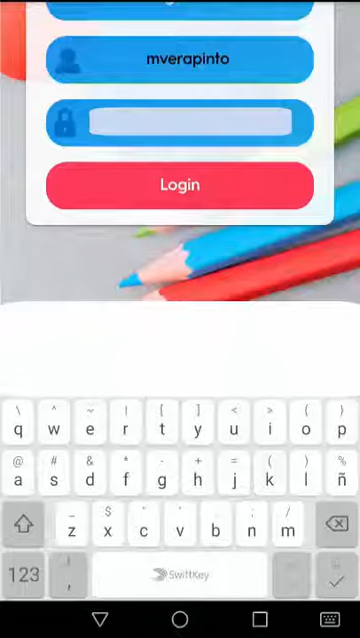 mverapinto
Login
\ ^ ~ ! [ ] < > { }
q w e r t y u i o p
@ # & * - + = ( ) %
a s d f g h j k l ñ
_ $ " ' : ; /
z x c v b n m
123 ! , SwiftKey